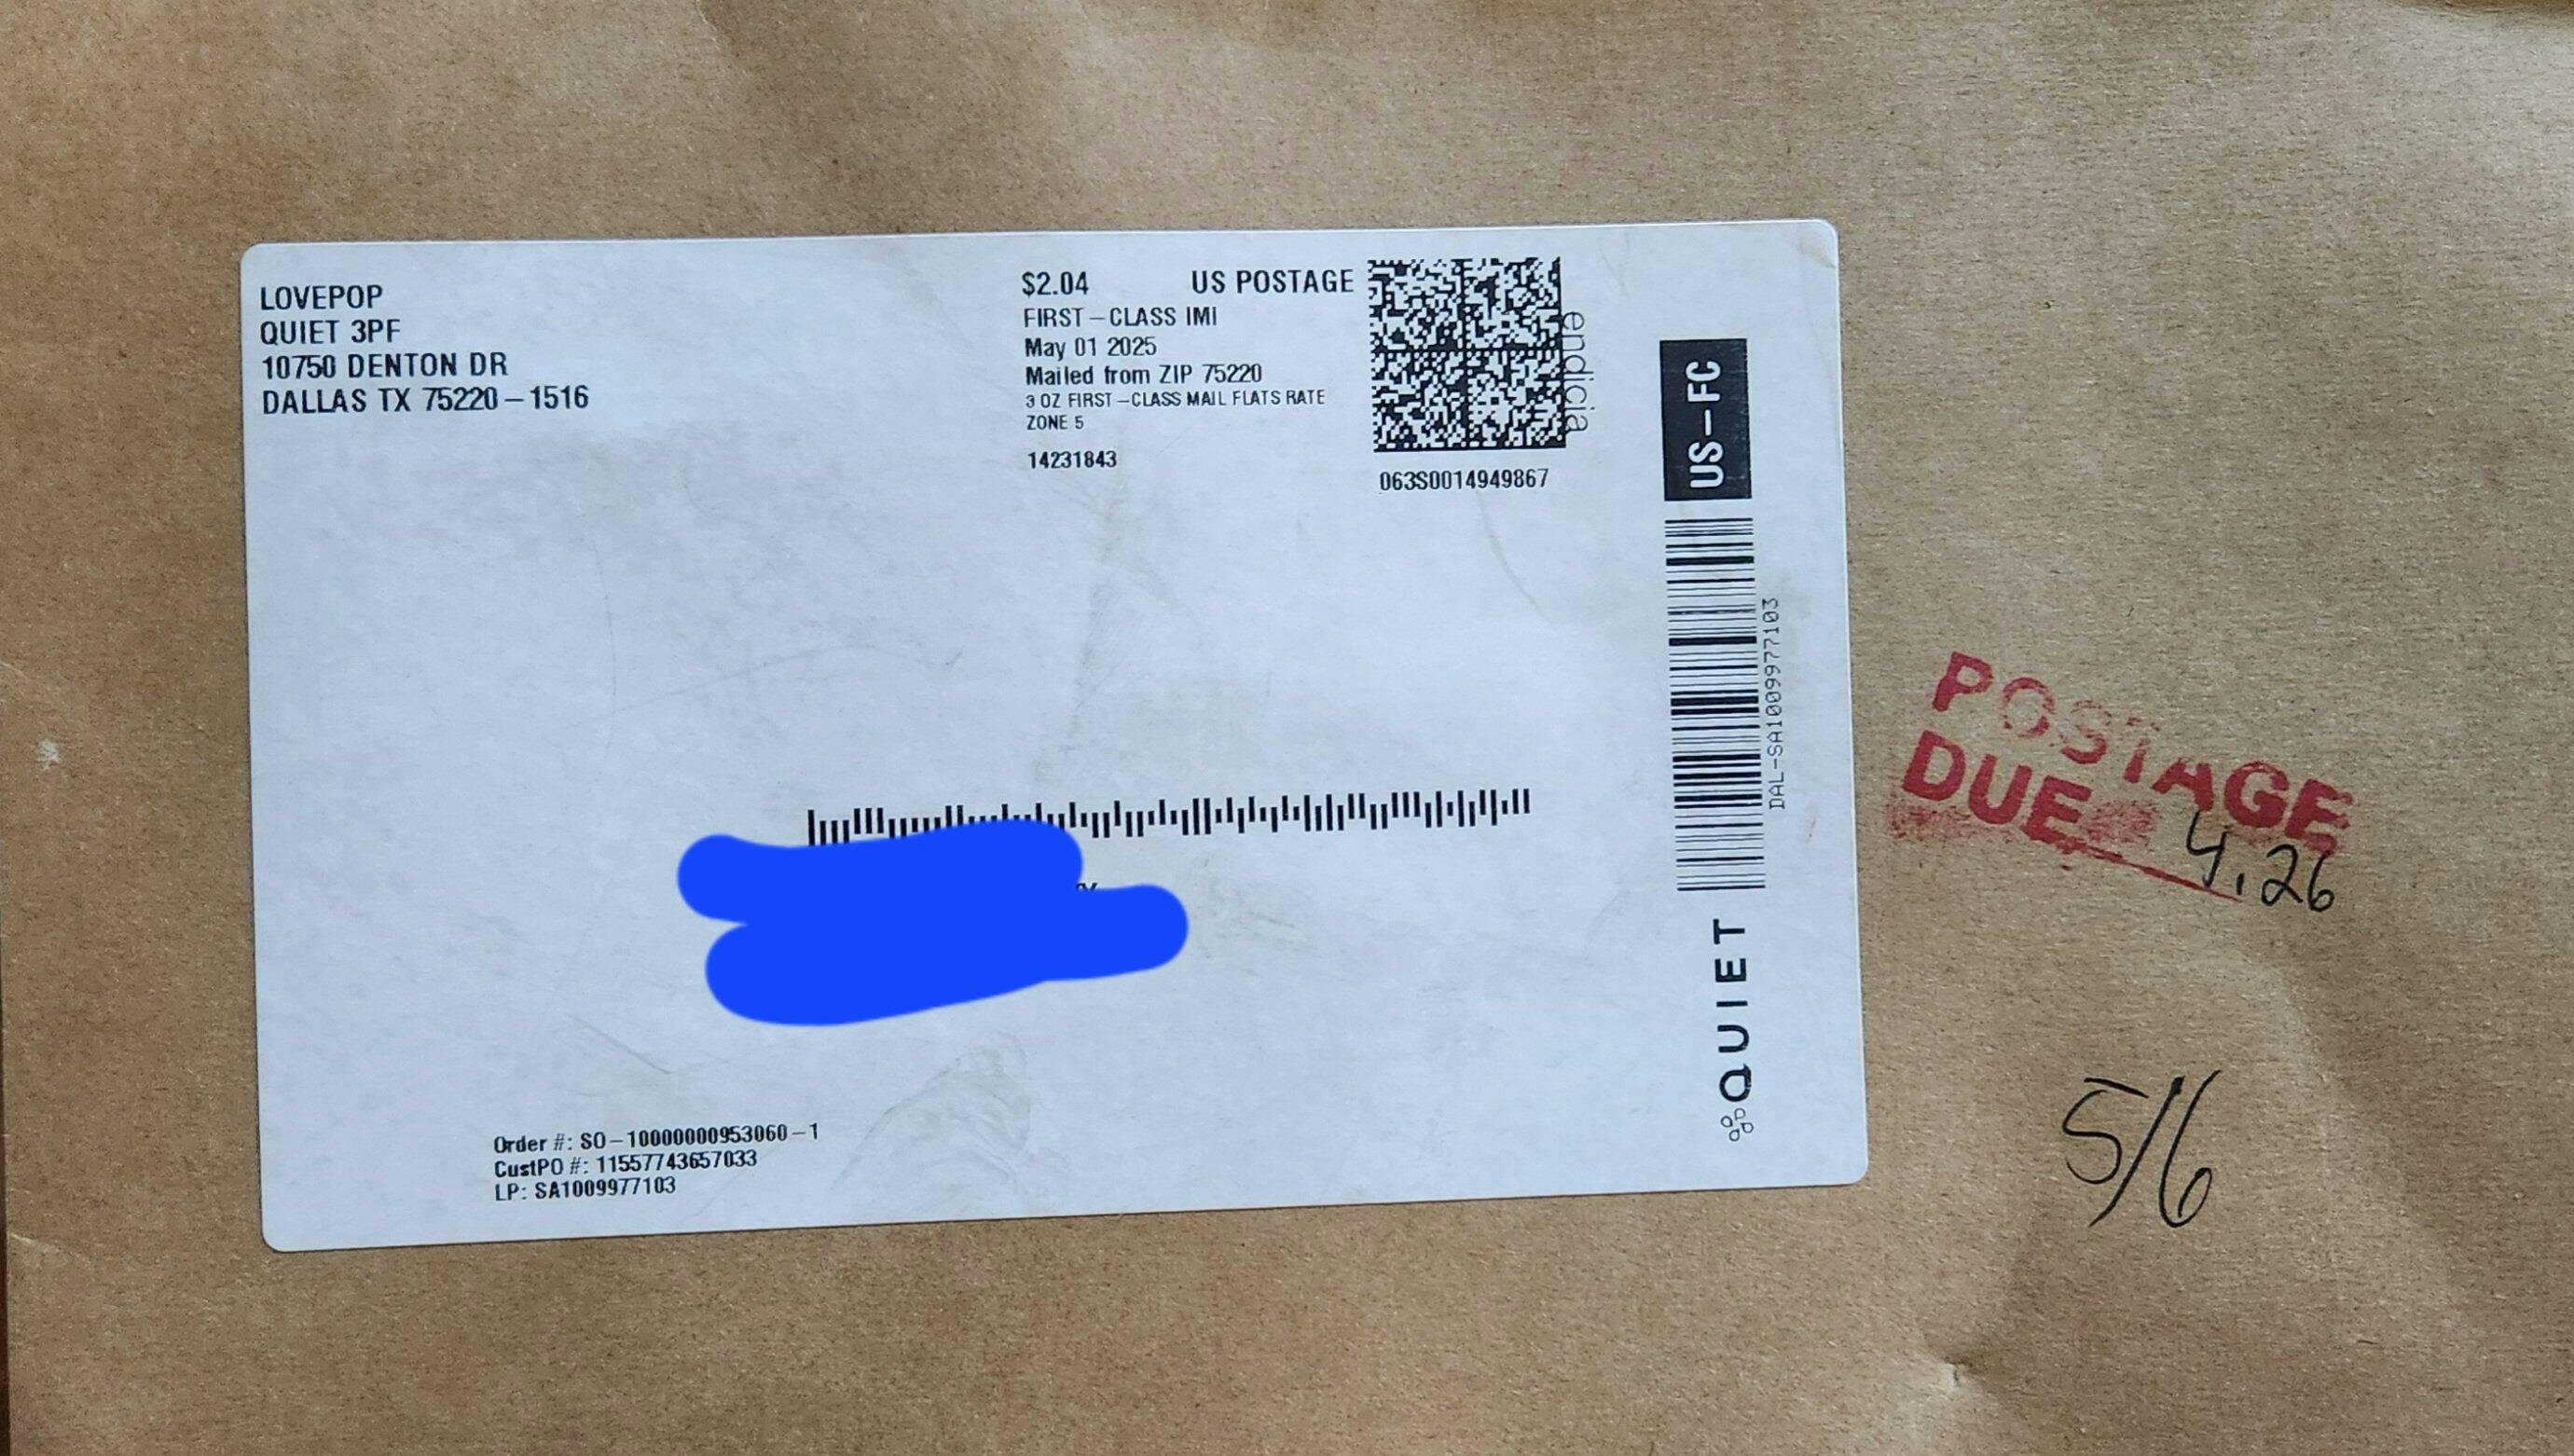 LOVEPOP
QUIET 3PF
10750 DENTON DR
DALLAS TX 75220-1516
$2.04 US POSTAGE
FIRST-CLASS IMI
May 01 2025
Mailed from ZIP 75220
3 OZ FIRST-CLASS MAIL FLATS RATE
ZONE 5
14231843
endicia
063S0014949867
US-FC
DAL-SA1009977103
QUIET
POSTAGE
DUE 4.26
5/6
Order #: SO-10000000953060-1
CustPO #: 11557743657033
LP: SA1009977103